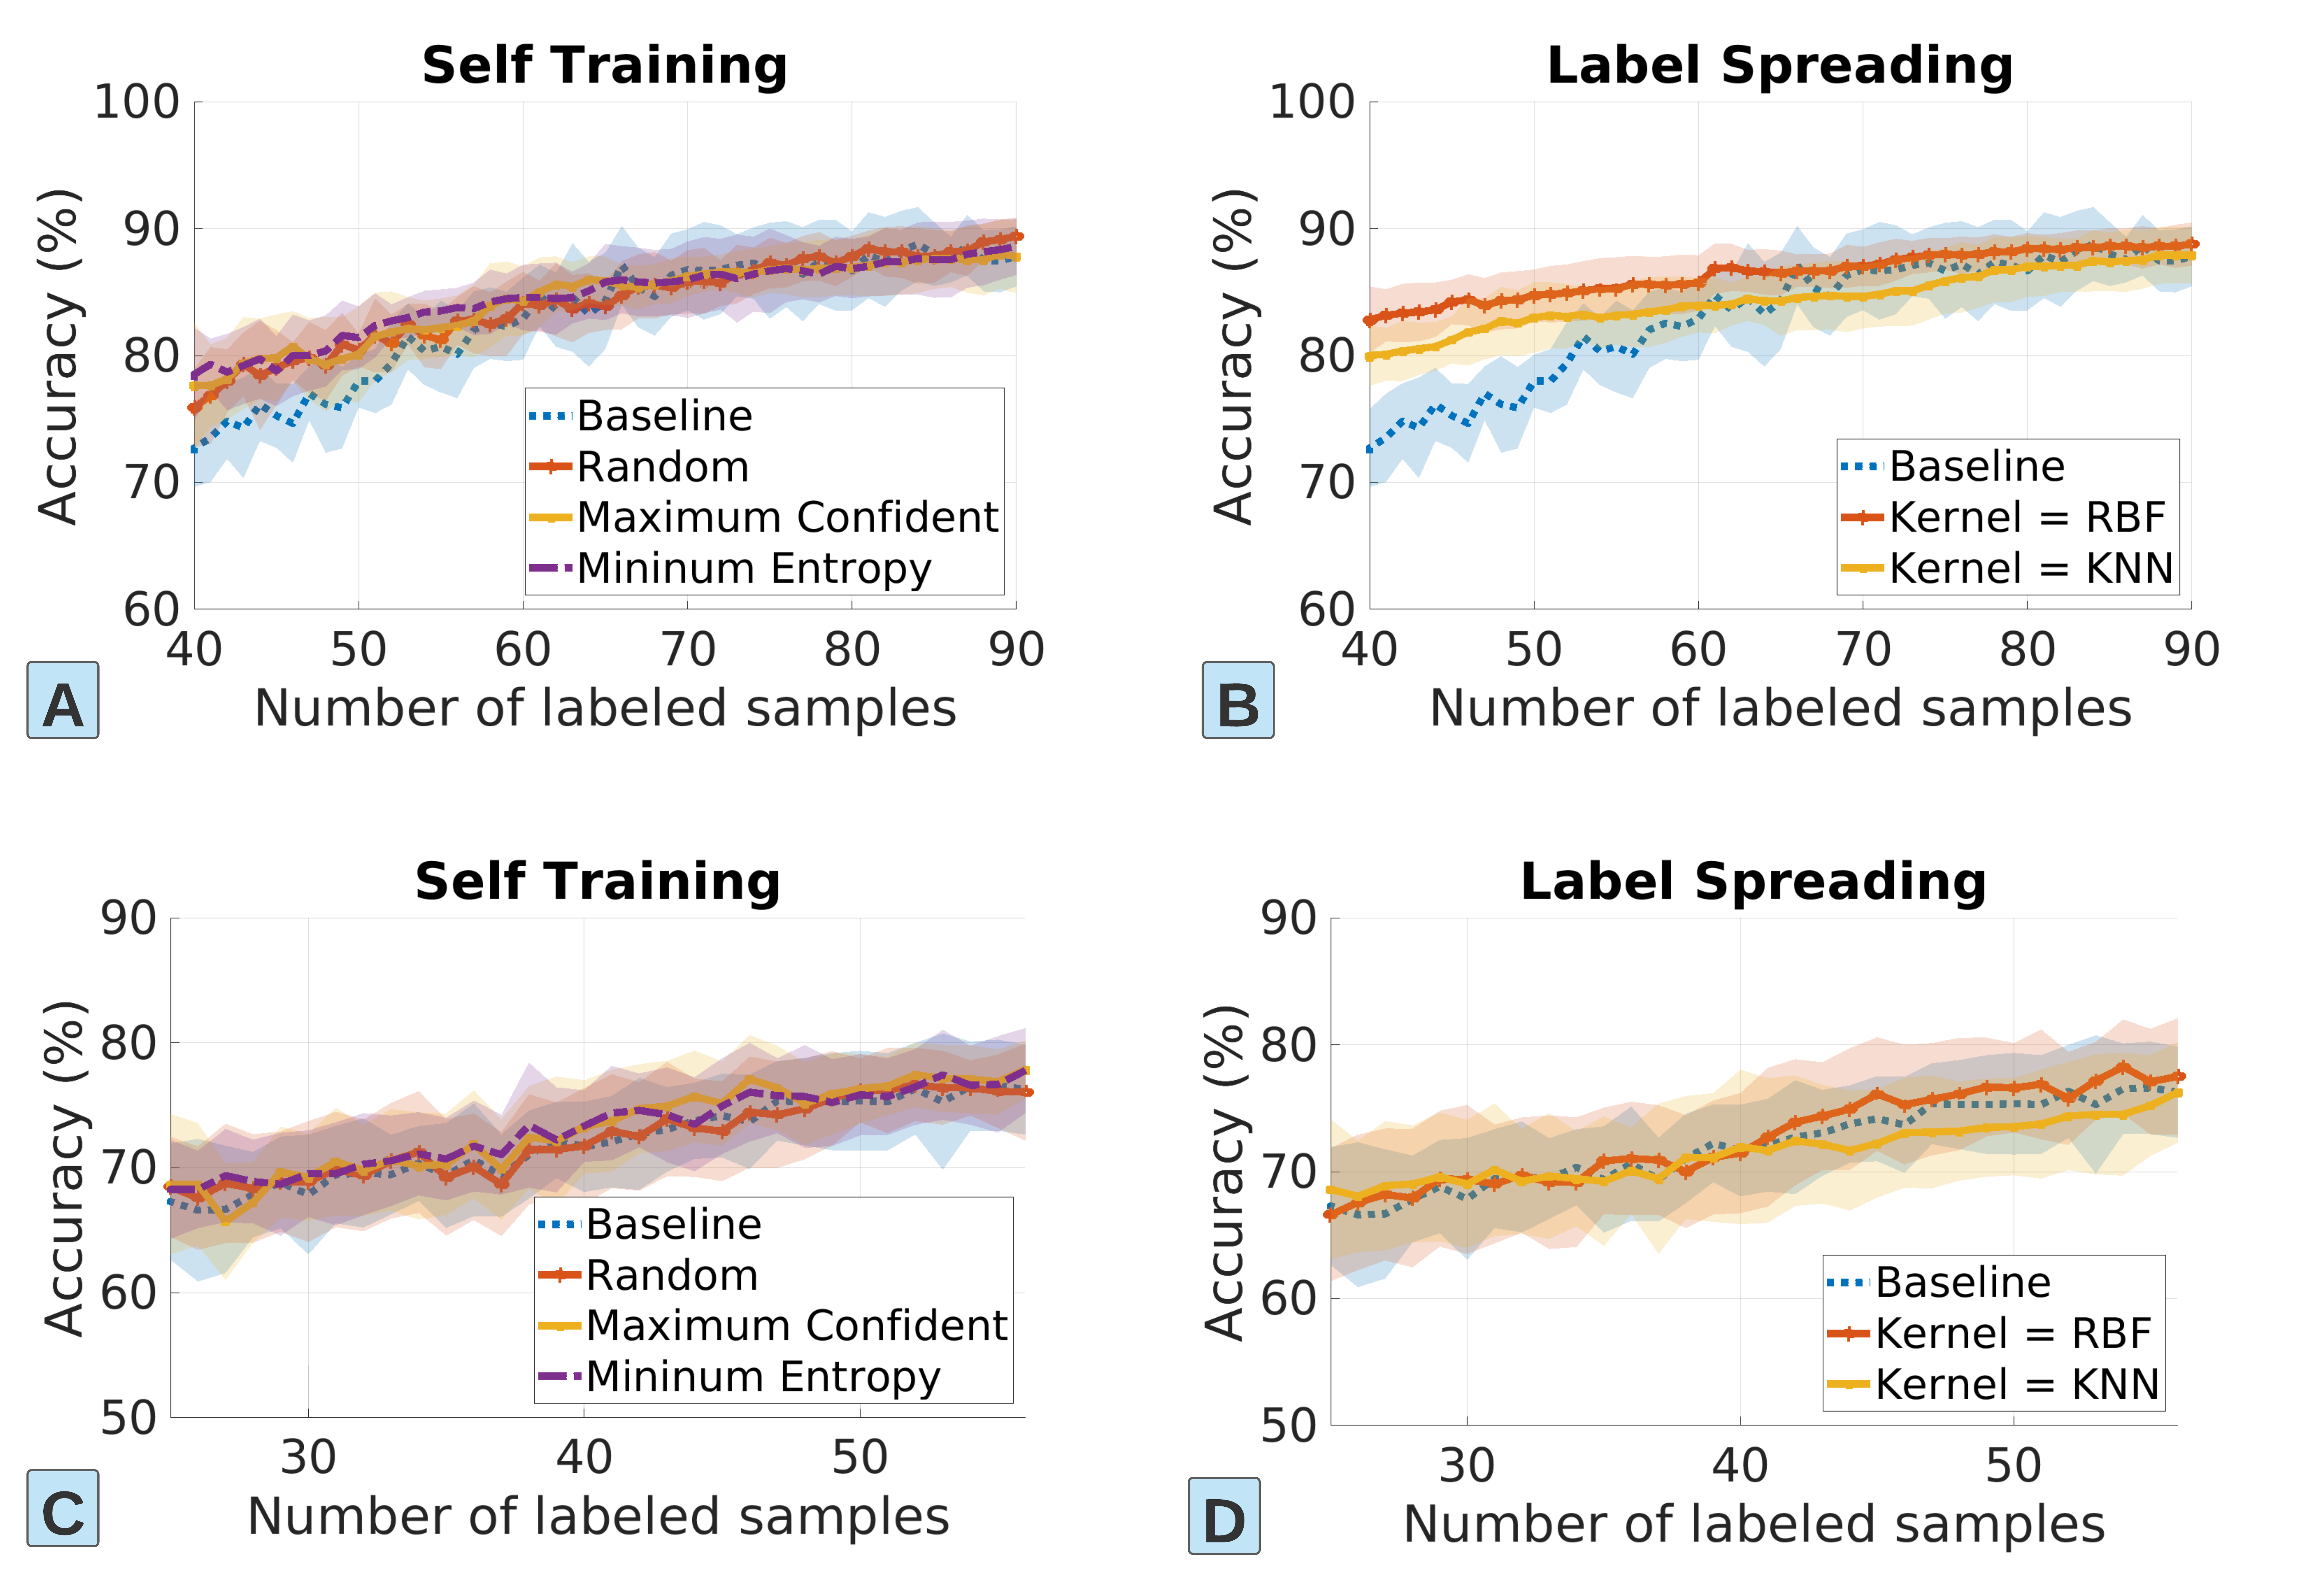 Self Training
100
90
80
70
60
Accuracy (%)
40 50 60 70 80 90
Number of labeled samples
Baseline
Random
Maximum Confident
Mininum Entropy
A
Label Spreading
100
90
80
70
60
Accuracy (%)
40 50 60 70 80 90
Number of labeled samples
Baseline
Kernel = RBF
Kernel = KNN
B
Self Training
90
80
70
60
50
Accuracy (%)
30 40 50
Number of labeled samples
Baseline
Random
Maximum Confident
Mininum Entropy
C
Label Spreading
90
80
70
60
50
Accuracy (%)
30 40 50
Number of labeled samples
Baseline
Kernel = RBF
Kernel = KNN
D